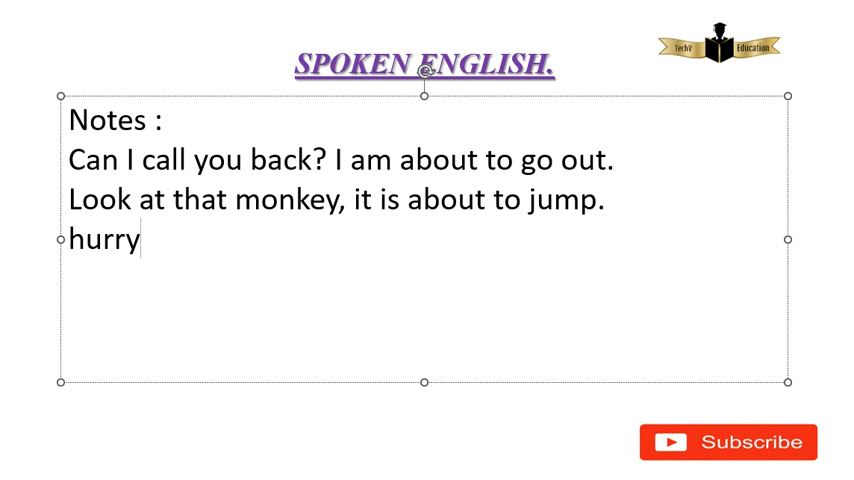 SPOKEN ENGLISH.
TechV Education
Notes :
Can I call you back? I am about to go out.
Look at that monkey, it is about to jump.
hurry
Subscribe